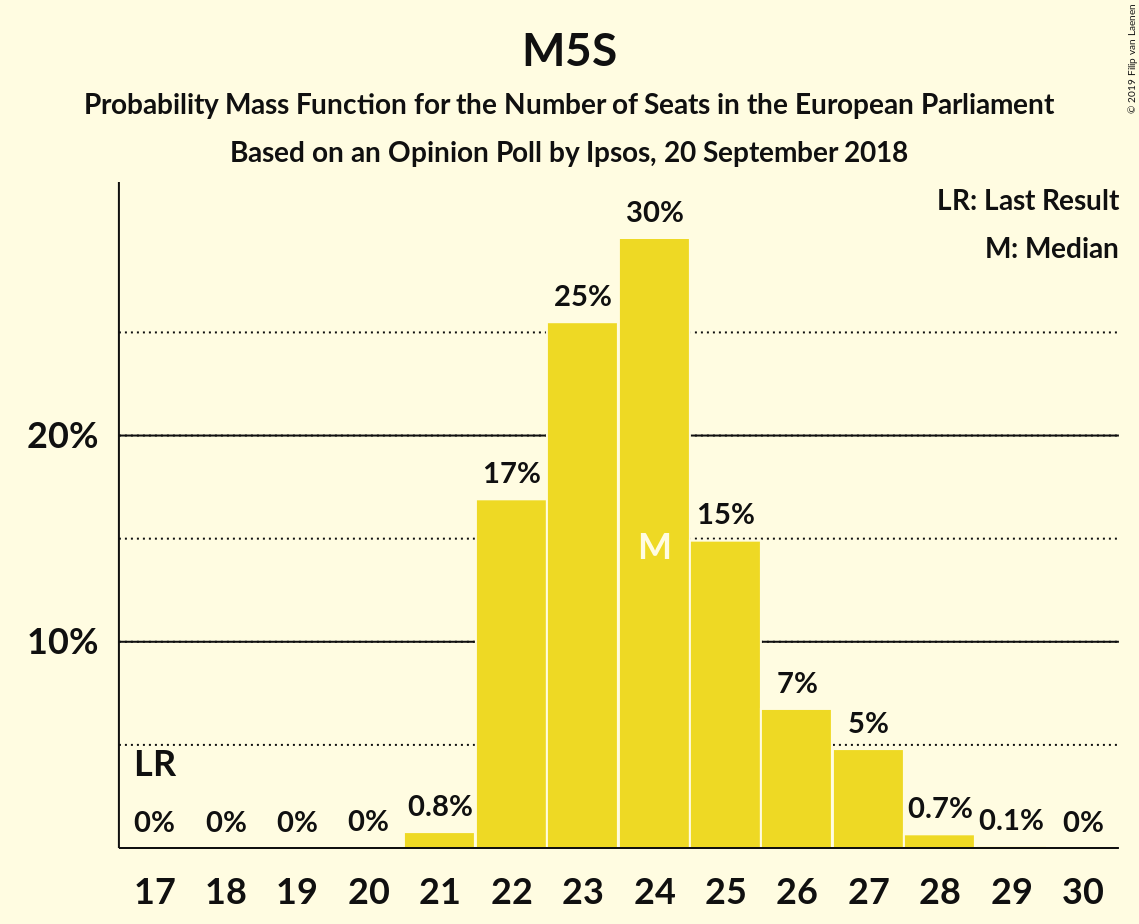 M5S
Probability Mass Function for the Number of Seats in the European Parliament
Based on an Opinion Poll by Ipsos, 20 September 2018
© 2019 Filip van Laenen
LR: Last Result
M: Median
30%
25%
20%
17%
15%
M
10%
7%
5%
LR
0% 0% 0% 0% 0.8% 0.7% 0.1% 0%
17 18 19 20 21 22 23 24 25 26 27 28 29 30